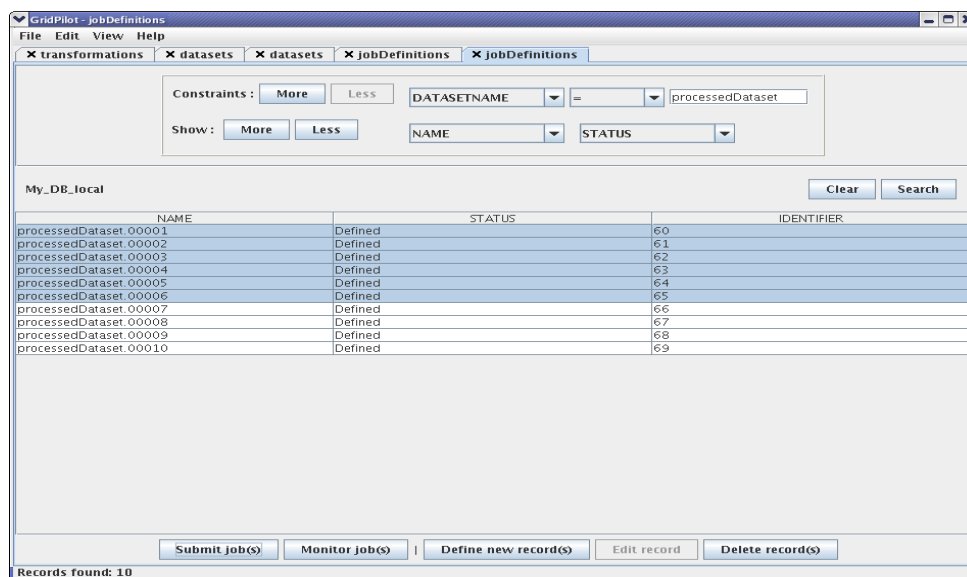 GridPilot - jobDefinitions
File Edit View Help
transformations datasets datasets jobDefinitions jobDefinitions
Constraints : More Less DATASETNAME = processedDataset
Show : More Less NAME STATUS
My_DB_local Clear Search
NAME STATUS IDENTIFIER
processedDataset.00001 Defined 60
processedDataset.00002 Defined 61
processedDataset.00003 Defined 62
processedDataset.00004 Defined 63
processedDataset.00005 Defined 64
processedDataset.00006 Defined 65
processedDataset.00007 Defined 66
processedDataset.00008 Defined 67
processedDataset.00009 Defined 68
processedDataset.00010 Defined 69
Submit job(s) Monitor job(s) | Define new record(s) Edit record Delete record(s)
Records found: 10